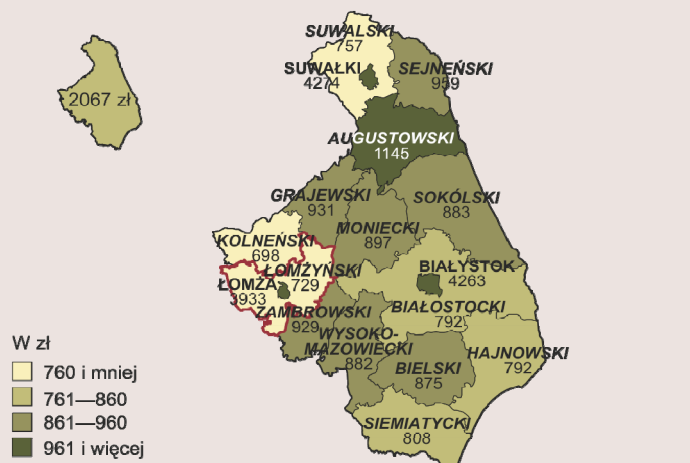 SUWALSKI
757
SUWAŁKI
4274
SEJNEŃSKI
959
2067 zł
AUGUSTOWSKI
1145
GRAJEWSKI
931
SOKÓLSKI
883
MONIECKI
897
KOLNEŃSKI
698
ŁOMŻYŃSKI
729
ŁOMŻA
3933
BIAŁYSTOK
4263
BIAŁOSTOCKI
792
ZAMBROWSKI
929
WYSOKO-
MAZOWIECKI
882
HAJNOWSKI
792
BIELSKI
875
SIEMIATYCKI
808
W zł
760 i mniej
761—860
861—960
961 i więcej